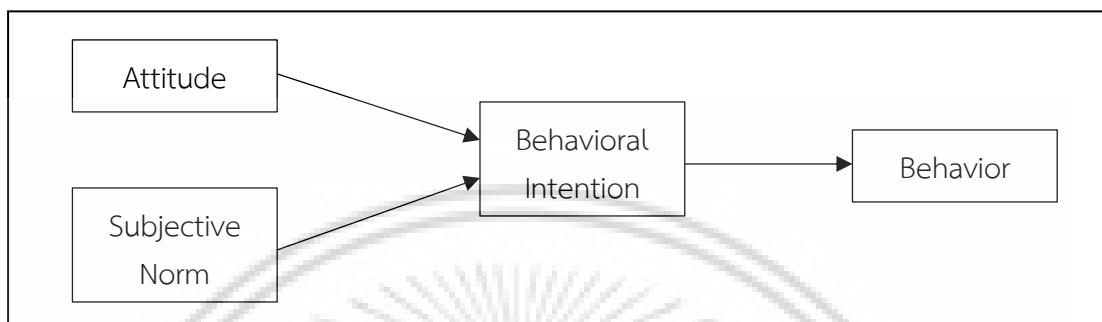 Attitude
Subjective
Norm
Behavioral
Intention
Behavior